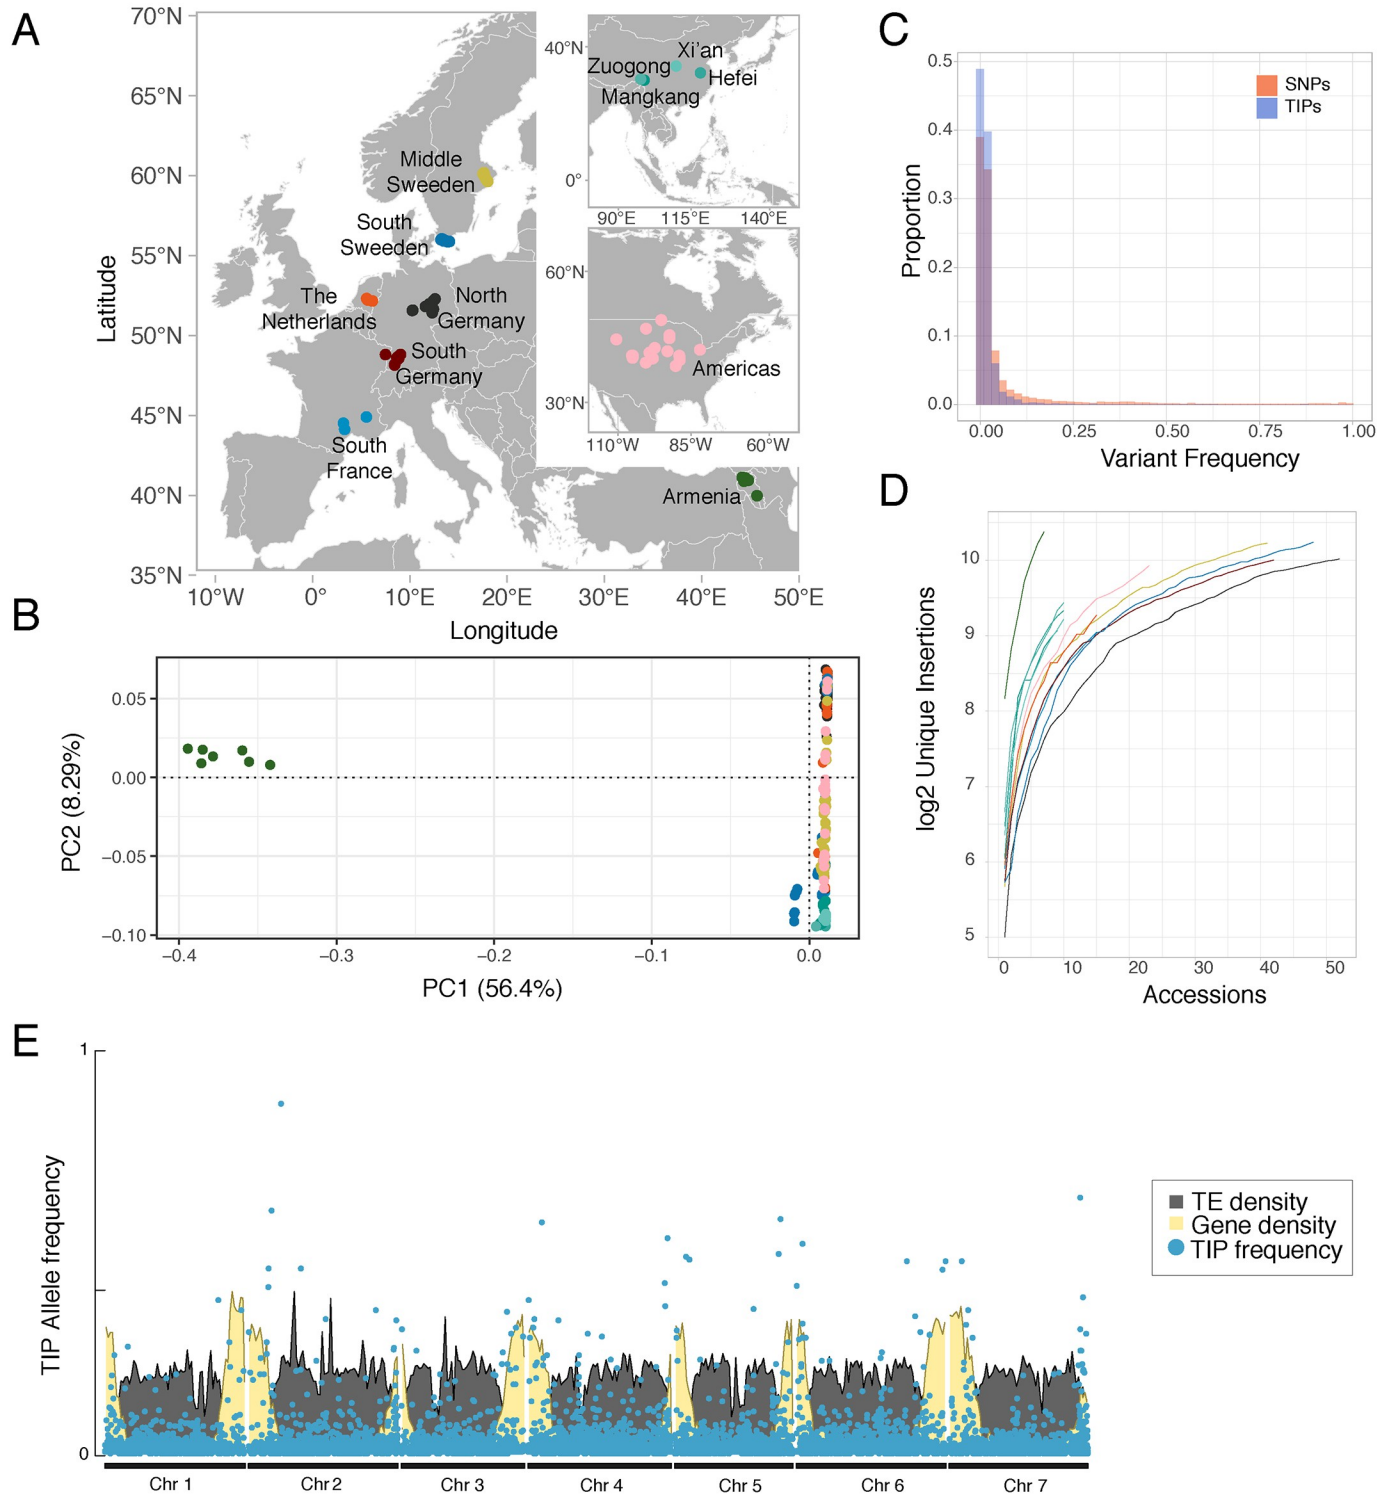 A
70°N
65°N
60°N
55°N
50°N
45°N
40°N
35°N
Latitude
10°W 0° 10°E 20°E 30°E 40°E 50°E
Longitude
Middle
Sweeden
South
Sweeden
The
Netherlands
North
Germany
South
Germany
South
France
Armenia
40°N
0°
Xi'an
Zuogong
Hefei
Mangkang
90°E 115°E 140°E
60°N
30°N
Americas
110°W 85°W 60°W
B
PC2 (8.29%)
0.05
0.00
−0.05
−0.10
−0.4 −0.3 −0.2 −0.1 0.0
PC1 (56.4%)
C
Proportion
0.5
0.4
0.3
0.2
0.1
0.0
SNPs
TIPs
0.00 0.25 0.50 0.75 1.00
Variant Frequency
D
log2 Unique Insertions
10
9
8
7
6
5
0 10 20 30 40 50
Accessions
E
TIP Allele frequency
1
0
Chr 1 Chr 2 Chr 3 Chr 4 Chr 5 Chr 6 Chr 7
TE density
Gene density
TIP frequency